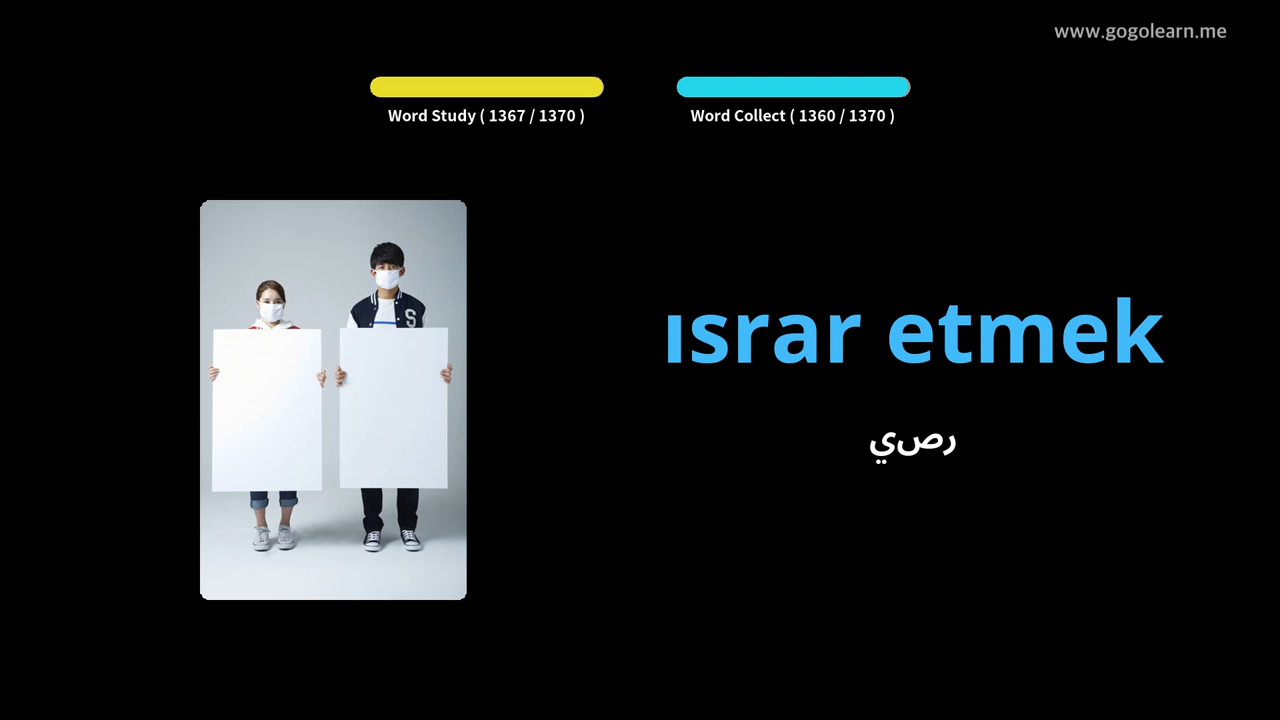 www.gogolearn.me
Word Study ( 1367 / 1370 )
Word Collect ( 1360 / 1370 )
S
ısrar etmek
رصي